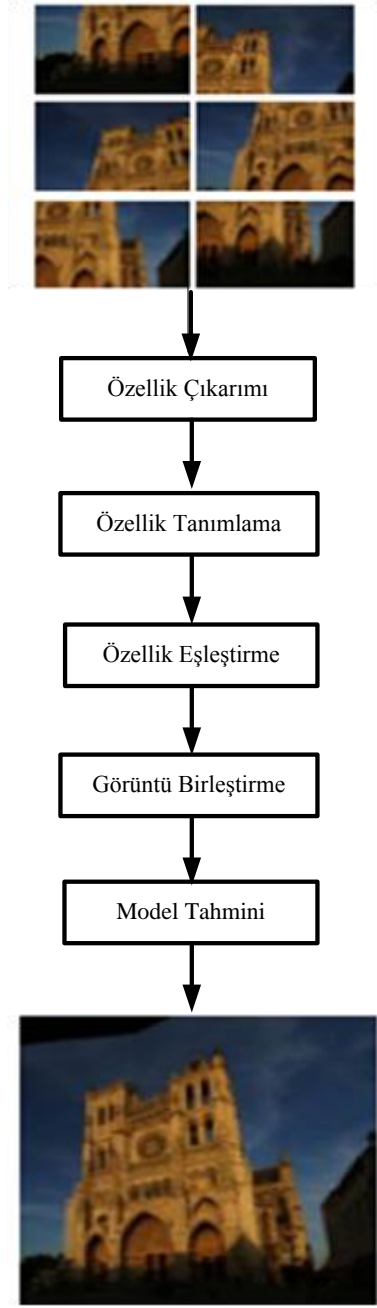 Özellik Çıkarımı
Özellik Tanımlama
Özellik Eşleştirme
Görüntü Birleştirme
Model Tahmini